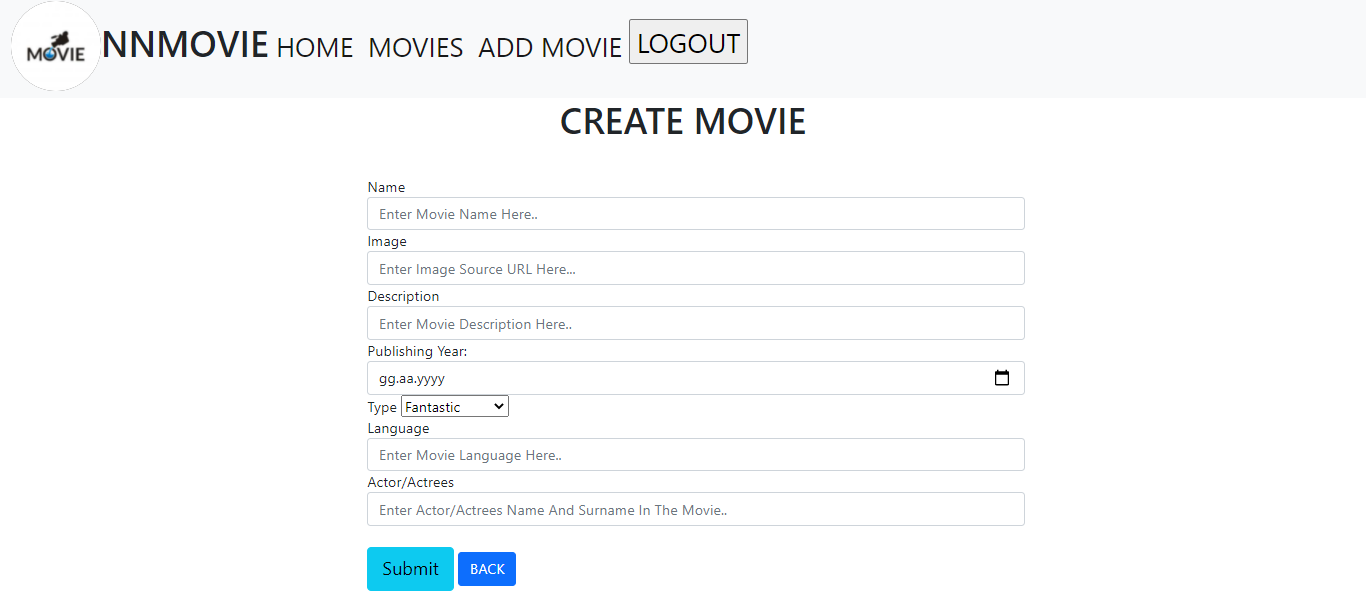 MOVIE NNMOVIE HOME MOVIES ADD MOVIE LOGOUT
CREATE MOVIE
Name
Enter Movie Name Here..
Image
Enter Image Source URL Here...
Description
Enter Movie Description Here..
Publishing Year:
gg.aa.yyyy
Type Fantastic
Language
Enter Movie Language Here..
Actor/Actrees
Enter Actor/Actrees Name And Surname In The Movie..
Submit BACK